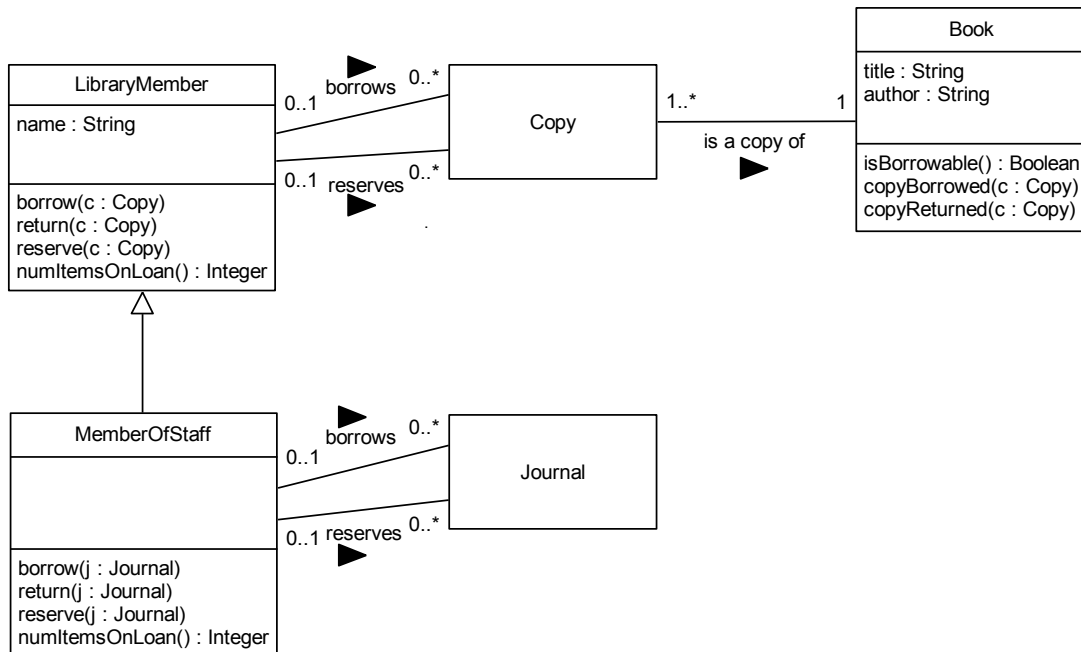 Book
title : String
author : String
isBorrowable() : Boolean
copyBorrowed(c : Copy)
copyReturned(c : Copy)
LibraryMember
name : String
borrow(c : Copy)
return(c : Copy)
reserve(c : Copy)
numItemsOnLoan() : Integer
0..1
borrows
0..*
0..1
reserves
0..*
Copy
1..*
is a copy of
1
MemberOfStaff
borrow(j : Journal)
return(j : Journal)
reserve(j : Journal)
numItemsOnLoan() : Integer
0..1
borrows
0..*
0..1
reserves
0..*
Journal